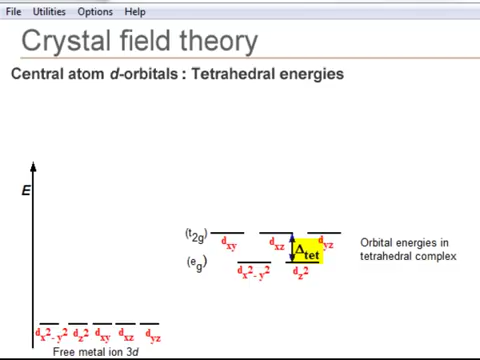 File Utilities Options Help
Crystal field theory
Central atom d-orbitals : Tetrahedral energies
E
(t2g)
dxy dxz dyz
Δtet
Orbital energies in
tetrahedral complex
(eg)
dx²-y² dz²
dx²-y² dz² dxy dxz dyz
Free metal ion 3d